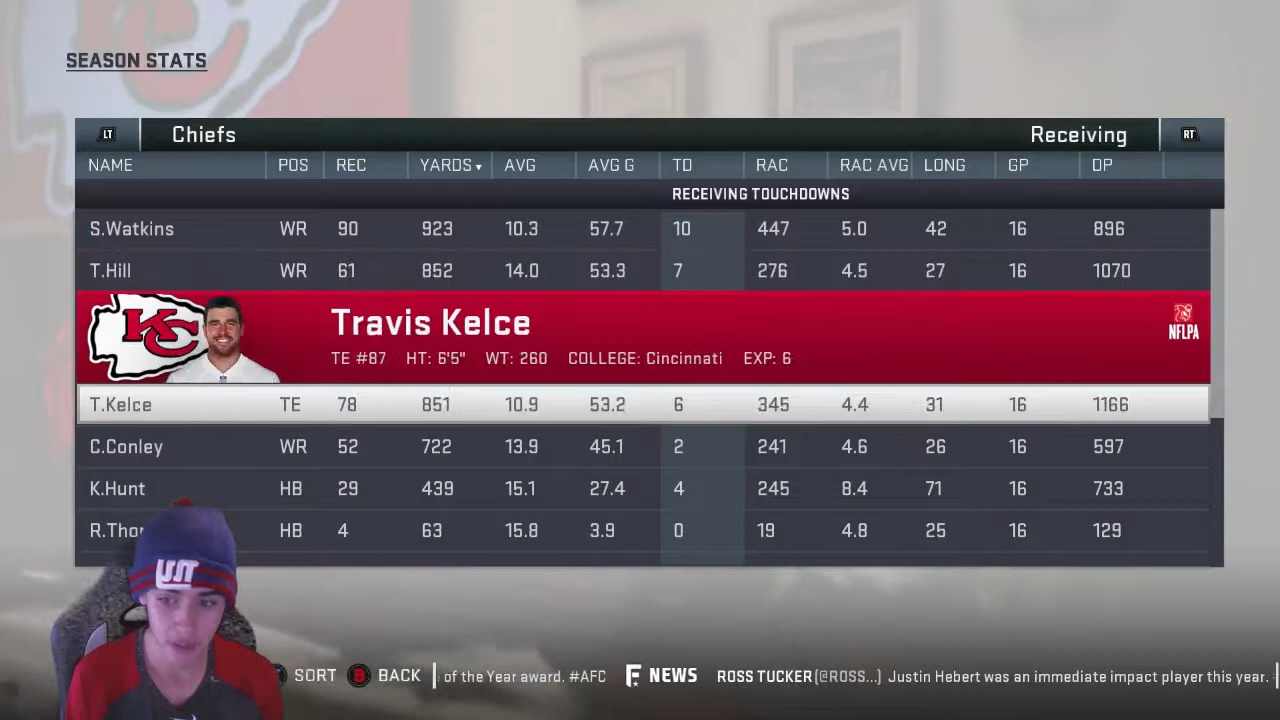 SEASON STATS
LT Chiefs Receiving RT
NAME POS REC YARDS AVG AVG G TD RAC RAC AVG LONG GP DP
RECEIVING TOUCHDOWNS
S.Watkins WR 90 923 10.3 57.7 10 447 5.0 42 16 896
T.Hill WR 61 852 14.0 53.3 7 276 4.5 27 16 1070
KC Travis Kelce NFLPA
TE #87 HT: 6'5" WT: 260 COLLEGE: Cincinnati EXP: 6
T.Kelce TE 78 851 10.9 53.2 6 345 4.4 31 16 1166
C.Conley WR 52 722 13.9 45.1 2 241 4.6 26 16 597
K.Hunt HB 29 439 15.1 27.4 4 245 8.4 71 16 733
R.Tho HB 4 63 15.8 3.9 0 19 4.8 25 16 129
SORT B BACK of the Year award. #AFC F NEWS ROSS TUCKER(@ROSS...) Justin Hebert was an immediate impact player this year.